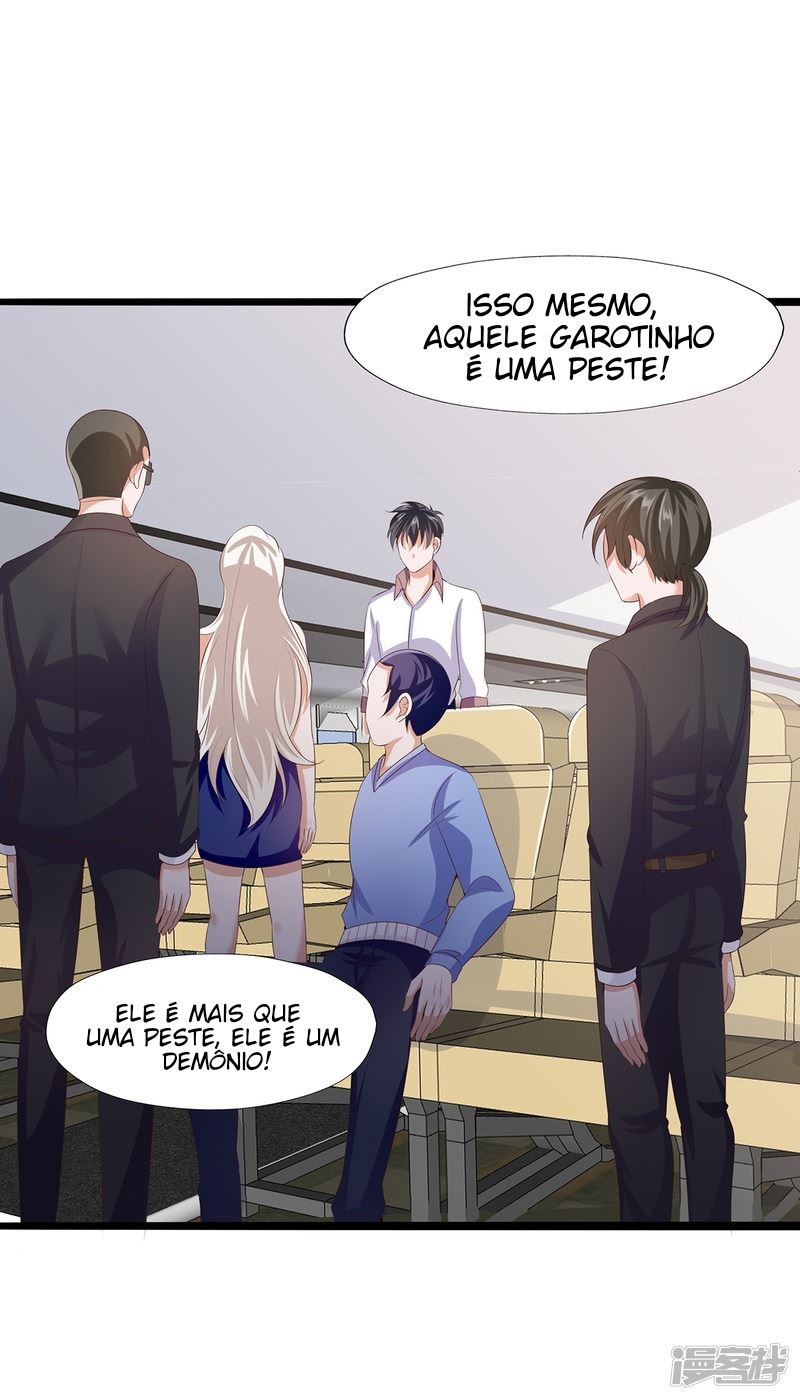 ISSO MESMO,
AQUELE GAROTINHO
É UMA PESTE!
ELE É MAIS QUE
UMA PESTE, ELE É UM
DEMÔNIO!
漫客栈